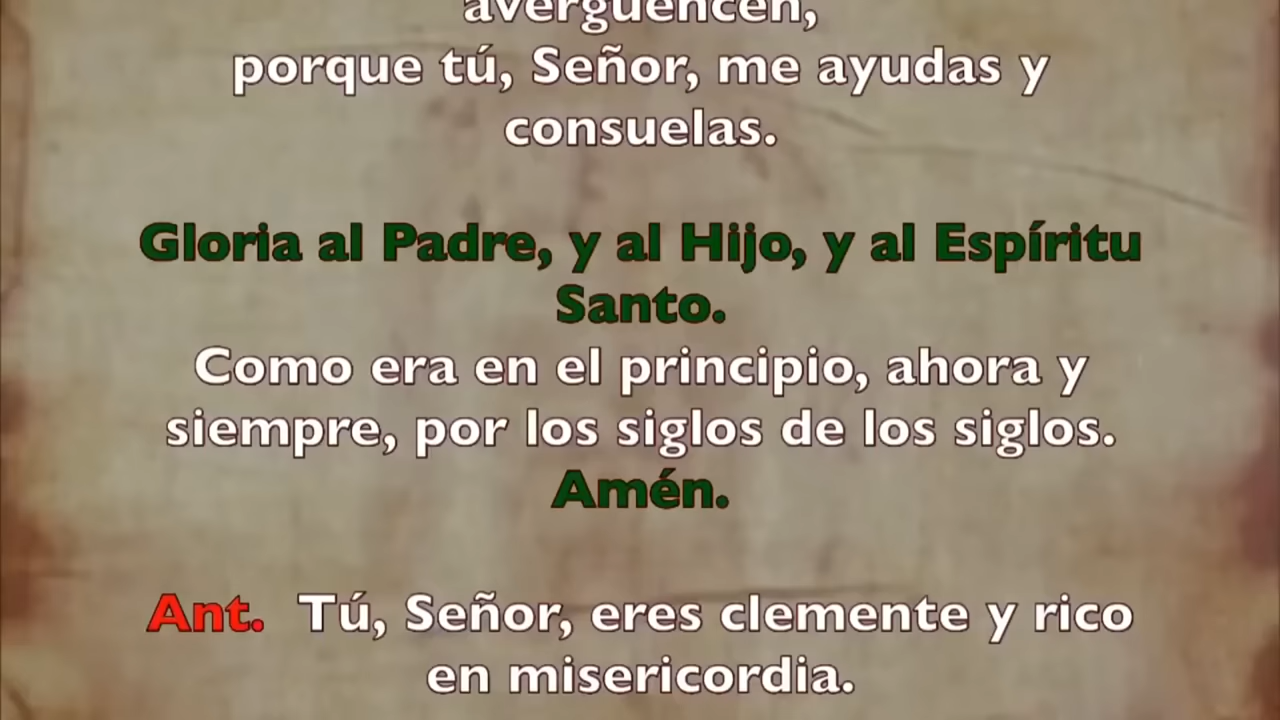 avergüencen,
porque tú, Señor, me ayudas y
consuelas.
Gloria al Padre, y al Hijo, y al Espíritu
Santo.
Como era en el principio, ahora y
siempre, por los siglos de los siglos.
Amén.
Ant. Tú, Señor, eres clemente y rico
en misericordia.